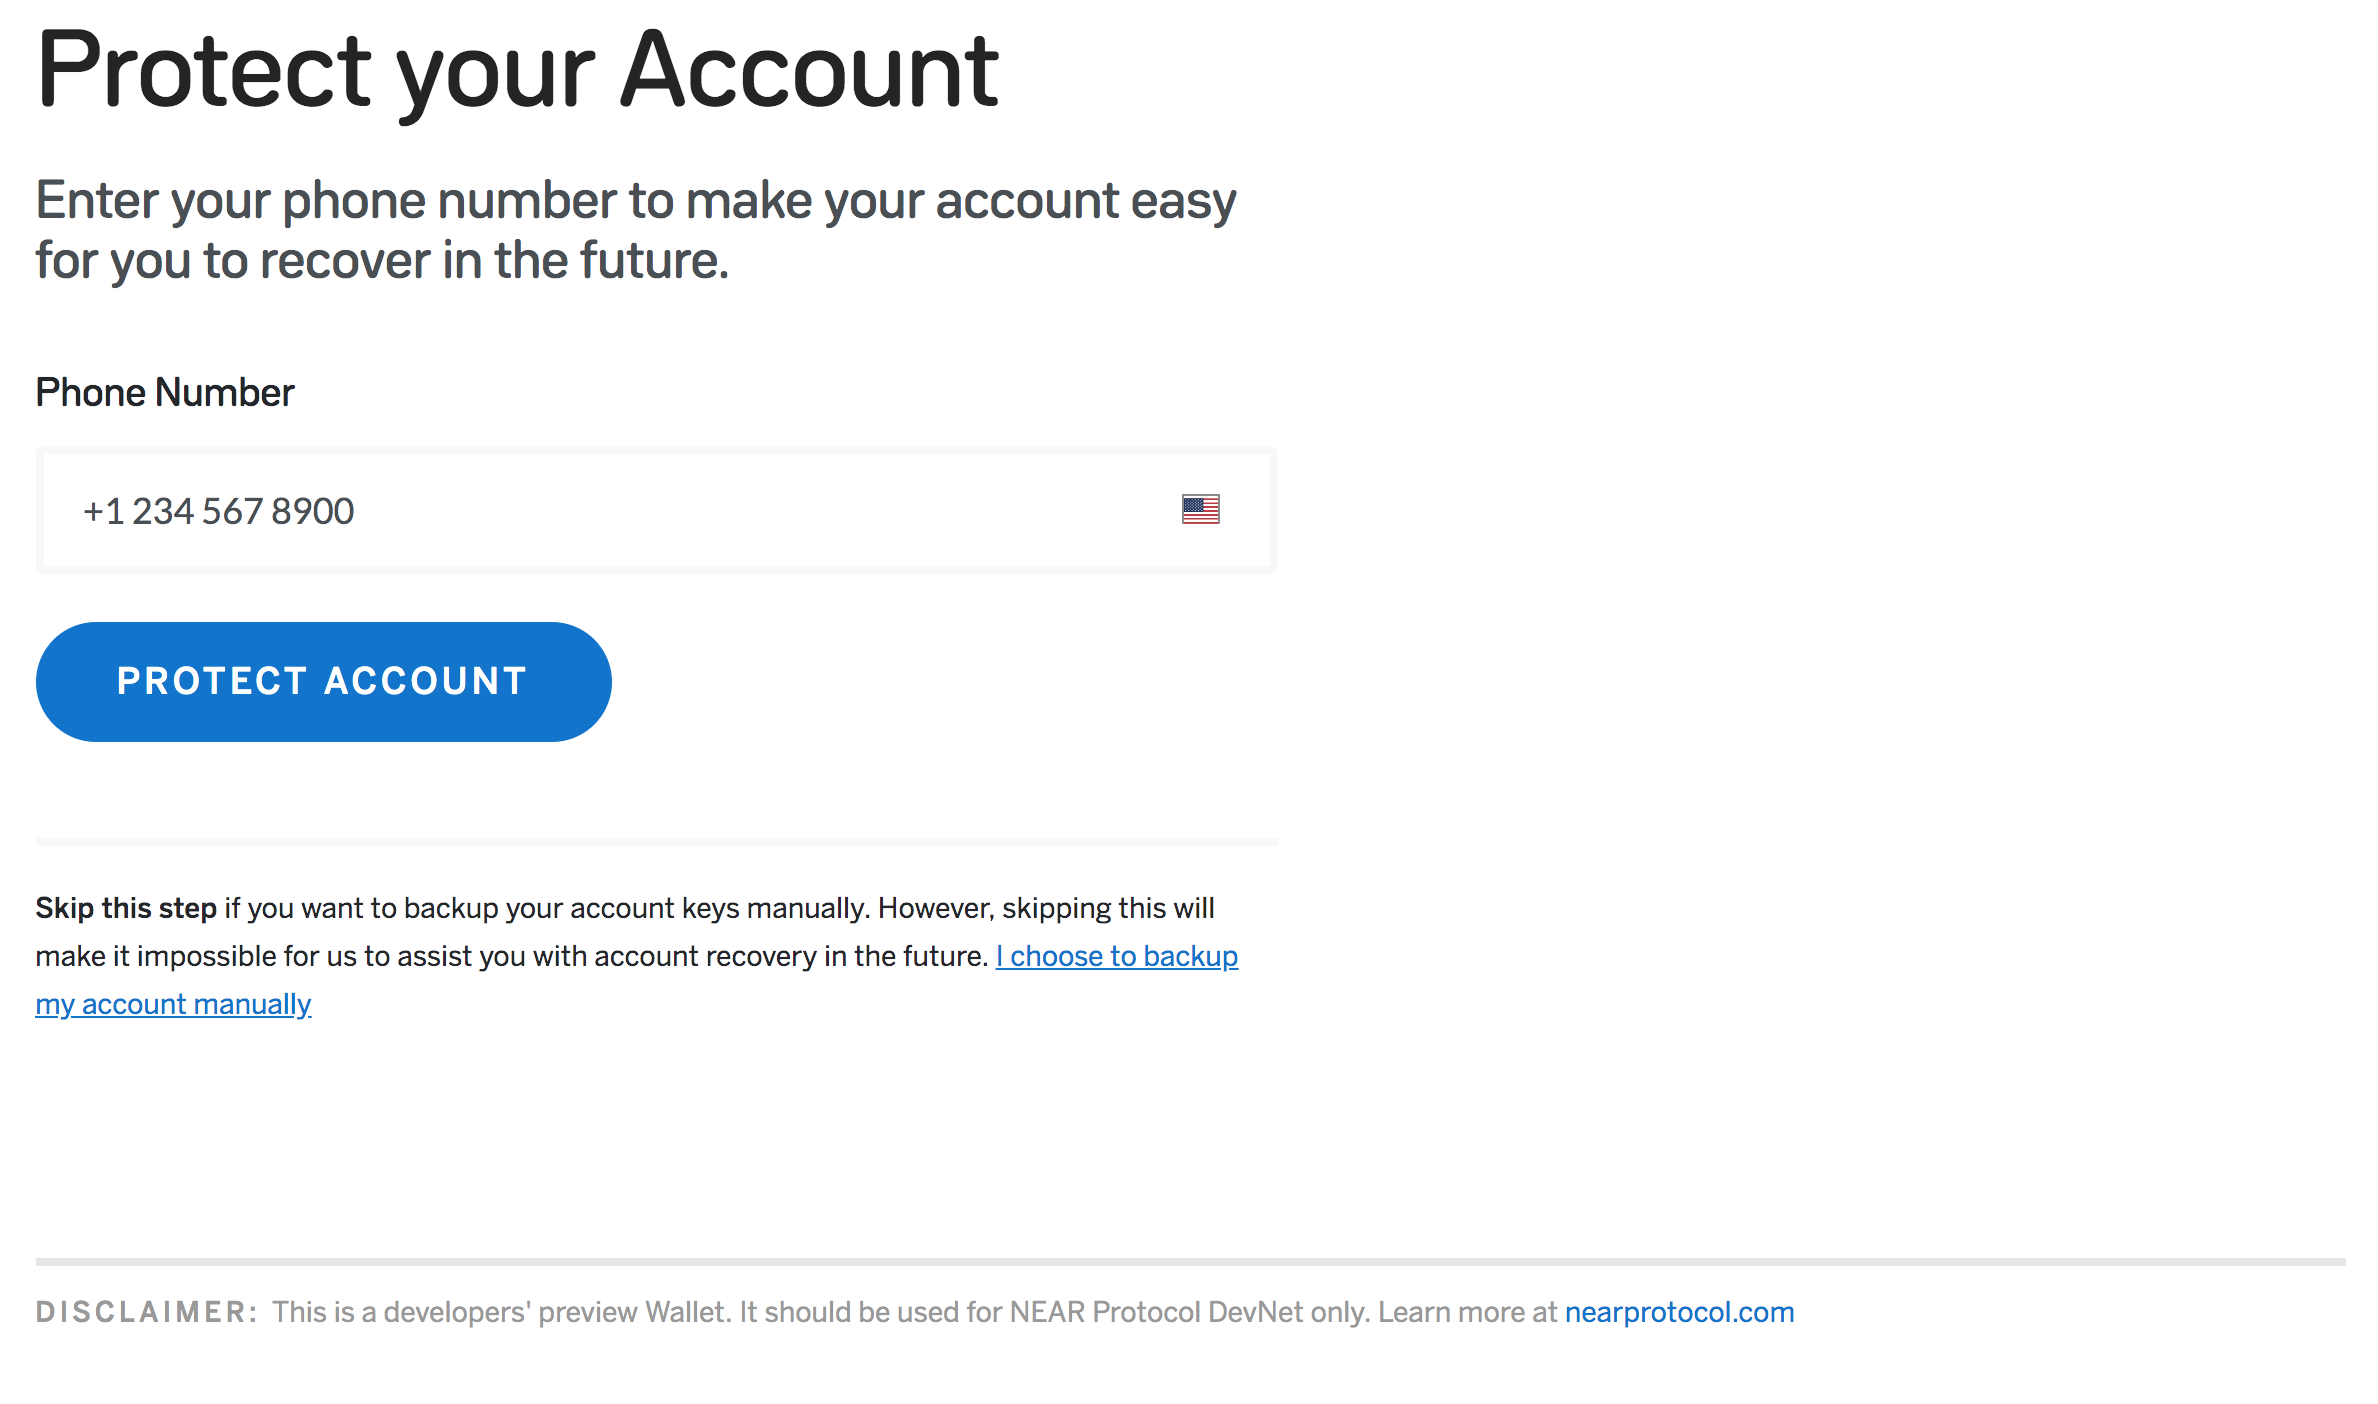 Protect your Account
Enter your phone number to make your account easy
for you to recover in the future.
Phone Number
+1 234 567 8900
PROTECT ACCOUNT
Skip this step if you want to backup your account keys manually. However, skipping this will
make it impossible for us to assist you with account recovery in the future. I choose to backup
my account manually
DISCLAIMER: This is a developers' preview Wallet. It should be used for NEAR Protocol DevNet only. Learn more at nearprotocol.com